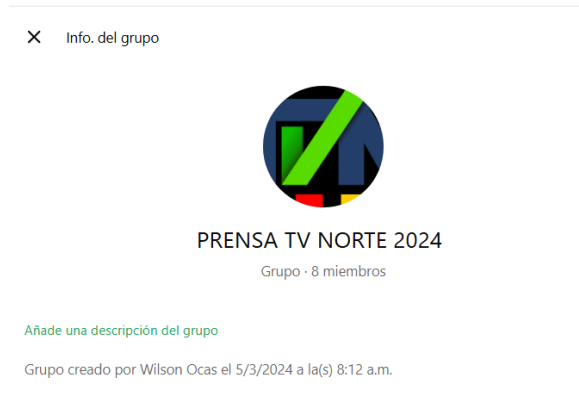 Info. del grupo
PRENSA TV NORTE 2024
Grupo · 8 miembros
Añade una descripción del grupo
Grupo creado por Wilson Ocas el 5/3/2024 a la(s) 8:12 a.m.